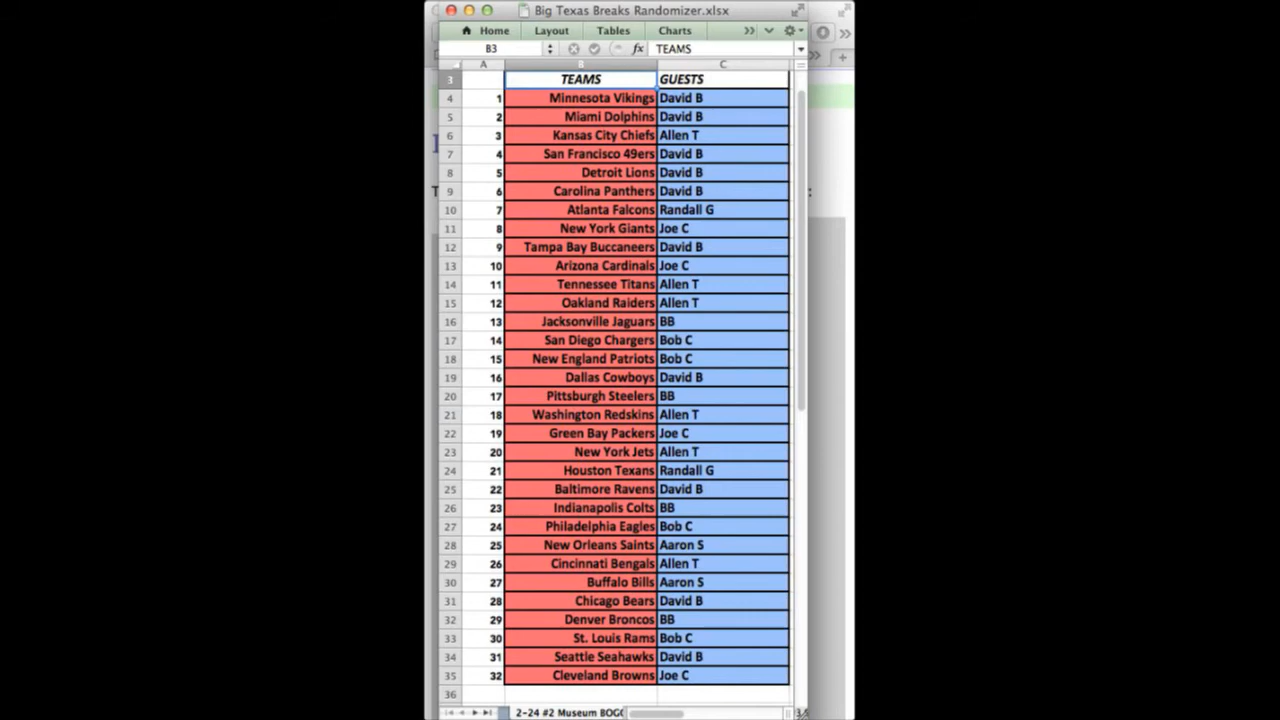 Big Texas Breaks Randomizer.xlsx
Home Layout Tables Charts
B3 fx TEAMS
A B C
3 TEAMS GUESTS
4 1 Minnesota Vikings David B
5 2 Miami Dolphins David B
6 3 Kansas City Chiefs Allen T
7 4 San Francisco 49ers David B
8 5 Detroit Lions David B
9 6 Carolina Panthers David B
10 7 Atlanta Falcons Randall G
11 8 New York Giants Joe C
12 9 Tampa Bay Buccaneers David B
13 10 Arizona Cardinals Joe C
14 11 Tennessee Titans Allen T
15 12 Oakland Raiders Allen T
16 13 Jacksonville Jaguars BB
17 14 San Diego Chargers Bob C
18 15 New England Patriots Bob C
19 16 Dallas Cowboys David B
20 17 Pittsburgh Steelers BB
21 18 Washington Redskins Allen T
22 19 Green Bay Packers Joe C
23 20 New York Jets Allen T
24 21 Houston Texans Randall G
25 22 Baltimore Ravens David B
26 23 Indianapolis Colts BB
27 24 Philadelphia Eagles Bob C
28 25 New Orleans Saints Aaron S
29 26 Cincinnati Bengals Allen T
30 27 Buffalo Bills Aaron S
31 28 Chicago Bears David B
32 29 Denver Broncos BB
33 30 St. Louis Rams Bob C
34 31 Seattle Seahawks David B
35 32 Cleveland Browns Joe C
36
2-24 #2 Museum BOGO